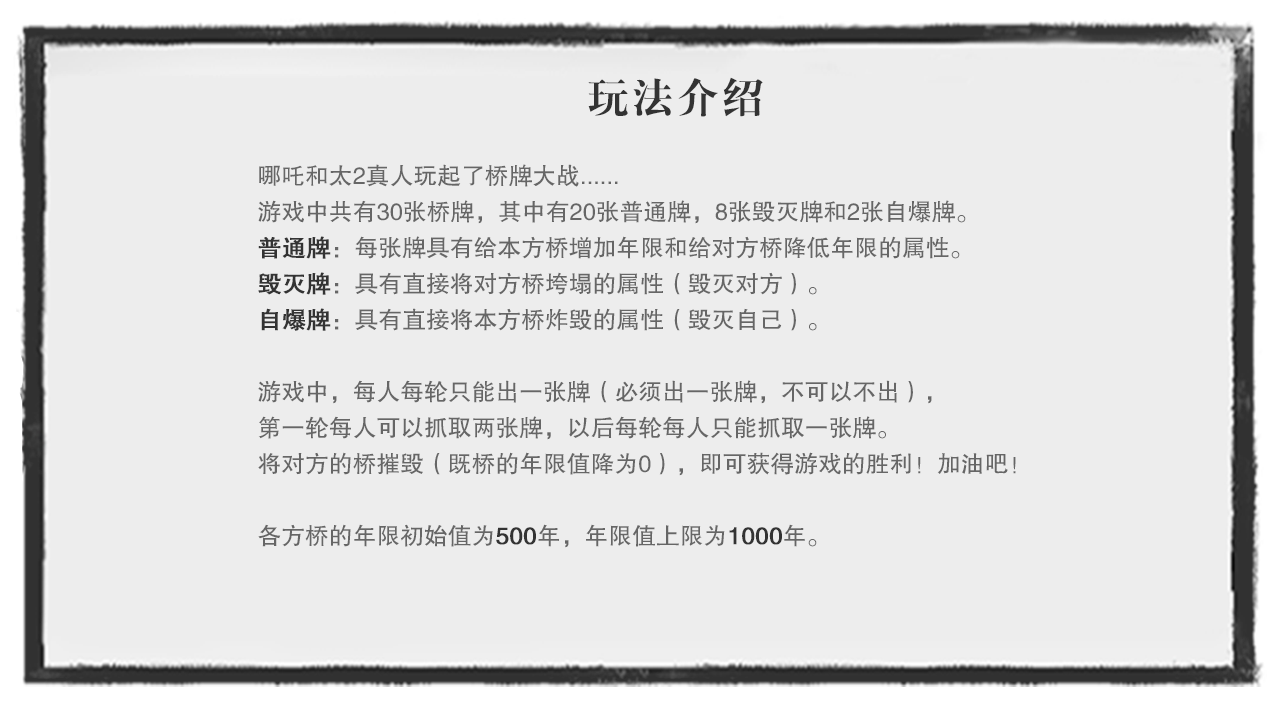 玩法介绍
哪吒和太2真人玩起了桥牌大战......
游戏中共有30张桥牌，其中有20张普通牌，8张毁灭牌和2张自爆牌。
普通牌：每张牌具有给本方桥增加年限和给对方桥降低年限的属性。
毁灭牌：具有直接将对方桥垮塌的属性（毁灭对方）。
自爆牌：具有直接将本方桥炸毁的属性（毁灭自己）。
游戏中，每人每轮只能出一张牌（必须出一张牌，不可以不出），
第一轮每人可以抓取两张牌，以后每轮每人只能抓取一张牌。
将对方的桥摧毁（既桥的年限值降为0），即可获得游戏的胜利！加油吧！
各方桥的年限初始值为500年，年限值上限为1000年。